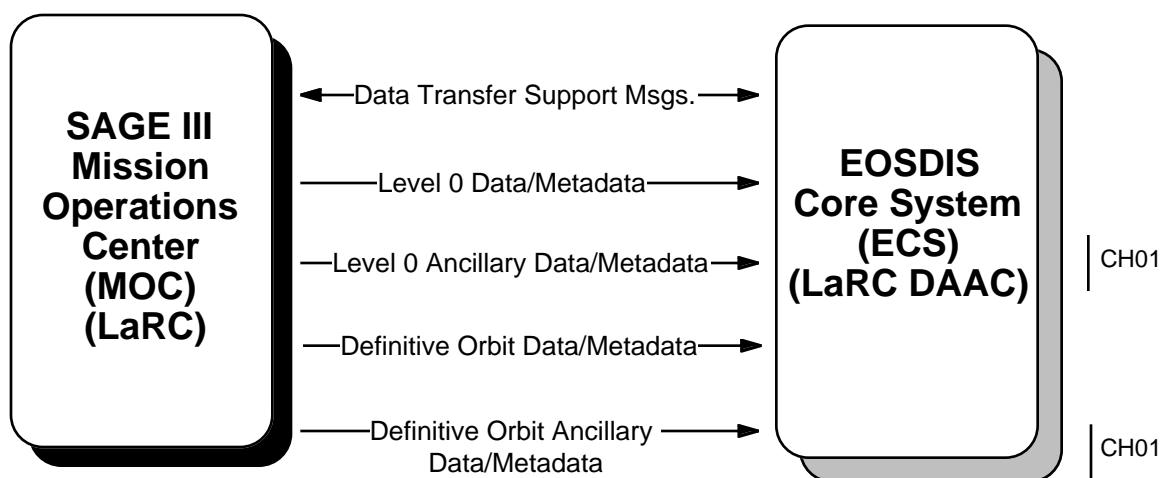 SAGE III
Mission
Operations
Center
(MOC)
(LaRC)
Data Transfer Support Msgs.
Level 0 Data/Metadata
Level 0 Ancillary Data/Metadata
Definitive Orbit Data/Metadata
Definitive Orbit Ancillary
Data/Metadata
EOSDIS
Core System
(ECS)
(LaRC DAAC)
CH01
CH01